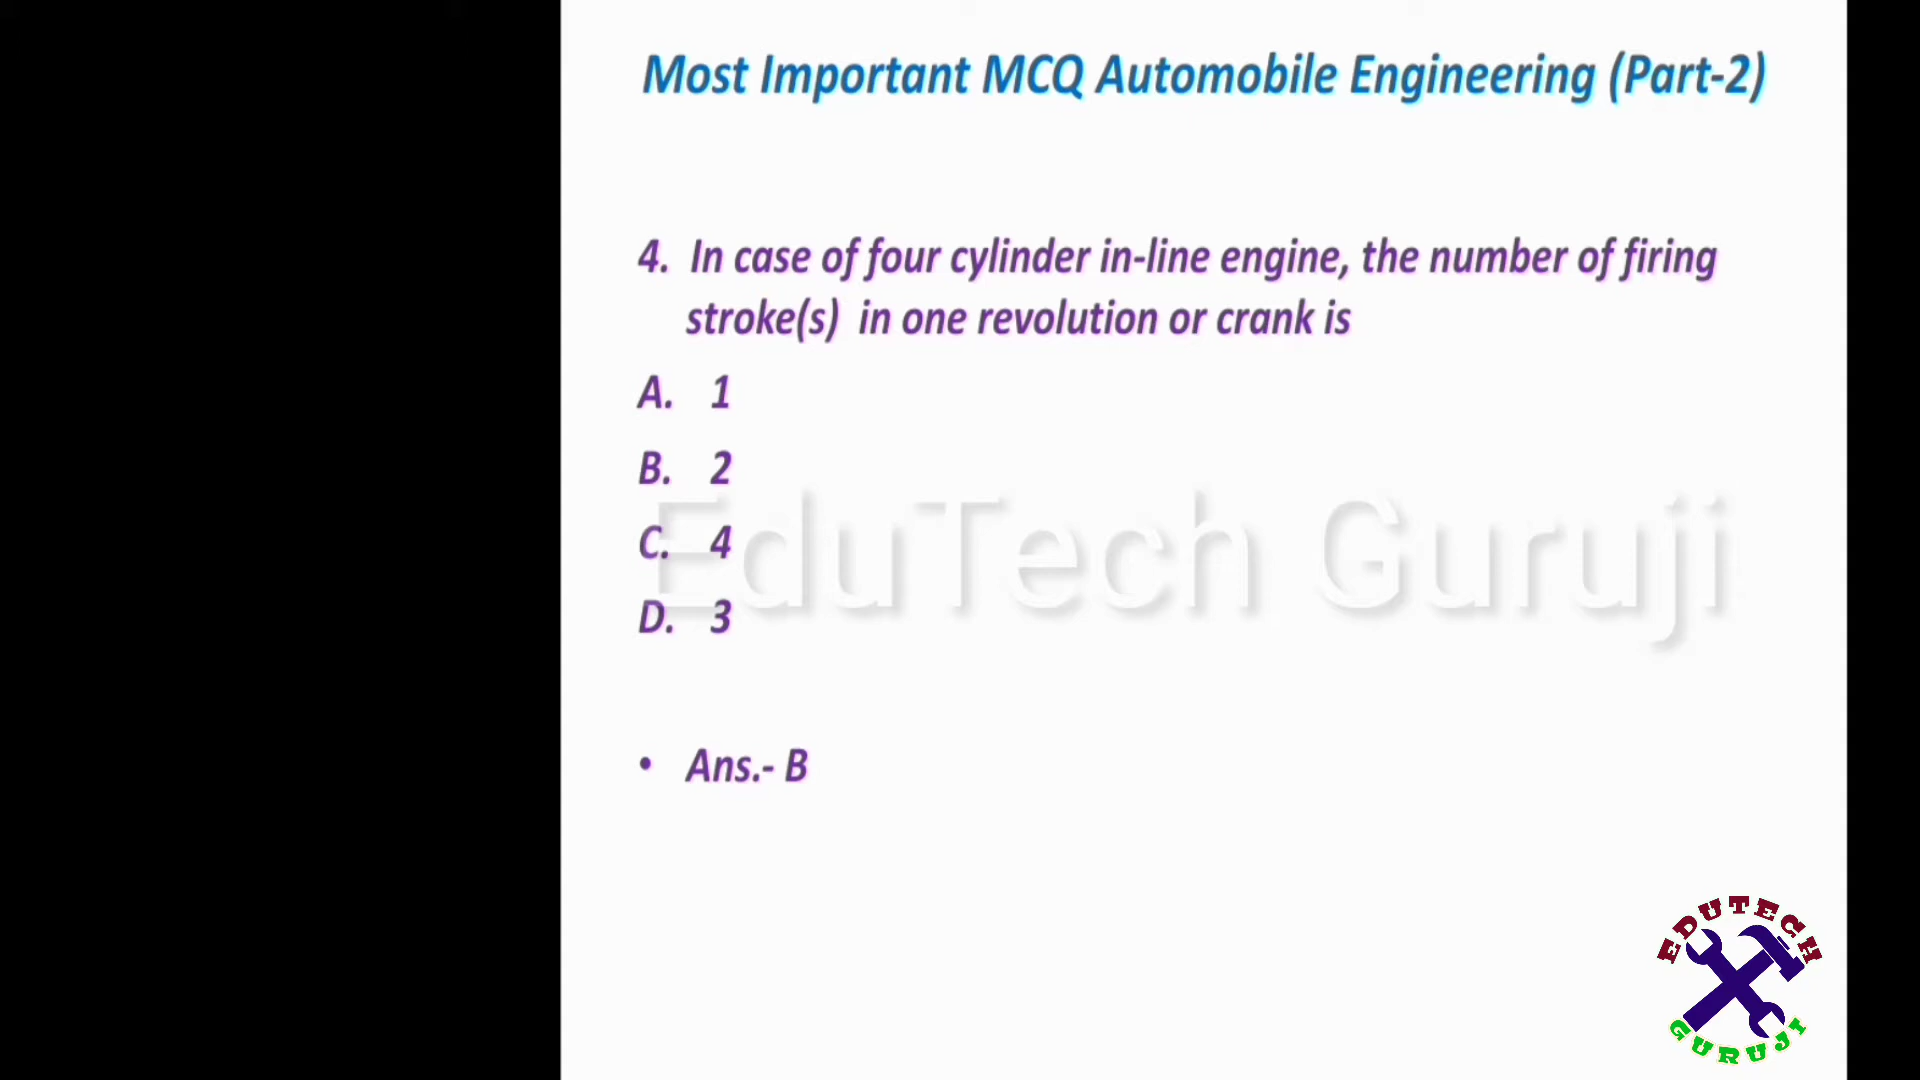 Most Important MCQ Automobile Engineering (Part-2)
4. In case of four cylinder in-line engine, the number of firing
stroke(s) in one revolution or crank is
A. 1
B. 2
C. 4
D. 3
EduTech Guruji
• Ans.- B
EDUTECH
GURUJI